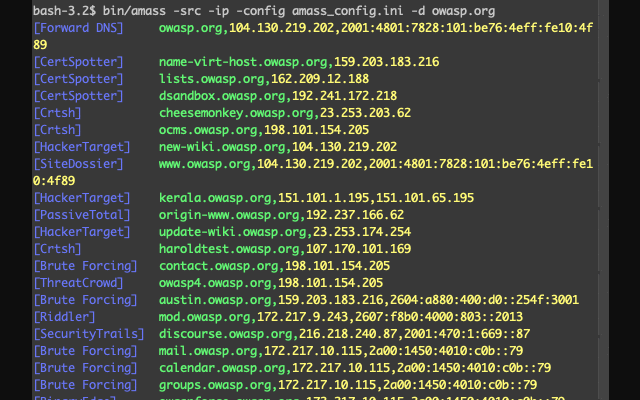 bash-3.2$ bin/amass -src -ip -config amass_config.ini -d owasp.org
[Forward DNS] owasp.org,104.130.219.202,2001:4801:7828:101:be76:4eff:fe10:4f
89
[CertSpotter] name-virt-host.owasp.org,159.203.183.216
[CertSpotter] lists.owasp.org,162.209.12.188
[CertSpotter] dsandbox.owasp.org,192.241.172.218
[Crtsh] cheesemonkey.owasp.org,23.253.203.62
[Crtsh] ocms.owasp.org,198.101.154.205
[HackerTarget] new-wiki.owasp.org,104.130.219.202
[SiteDossier] www.owasp.org,104.130.219.202,2001:4801:7828:101:be76:4eff:fe1
0:4f89
[HackerTarget] kerala.owasp.org,151.101.1.195,151.101.65.195
[PassiveTotal] origin-www.owasp.org,192.237.166.62
[HackerTarget] update-wiki.owasp.org,23.253.174.254
[Crtsh] haroldtest.owasp.org,107.170.101.169
[Brute Forcing] contact.owasp.org,198.101.154.205
[ThreatCrowd] owasp4.owasp.org,198.101.154.205
[Brute Forcing] austin.owasp.org,159.203.183.216,2604:a880:400:d0::254f:3001
[Riddler] mod.owasp.org,172.217.9.243,2607:f8b0:4000:803::2013
[SecurityTrails] discourse.owasp.org,216.218.240.87,2001:470:1:669::87
[Brute Forcing] mail.owasp.org,172.217.10.115,2a00:1450:4010:c0b::79
[Brute Forcing] calendar.owasp.org,172.217.10.115,2a00:1450:4010:c0b::79
[Brute Forcing] groups.owasp.org,172.217.10.115,2a00:1450:4010:c0b::79